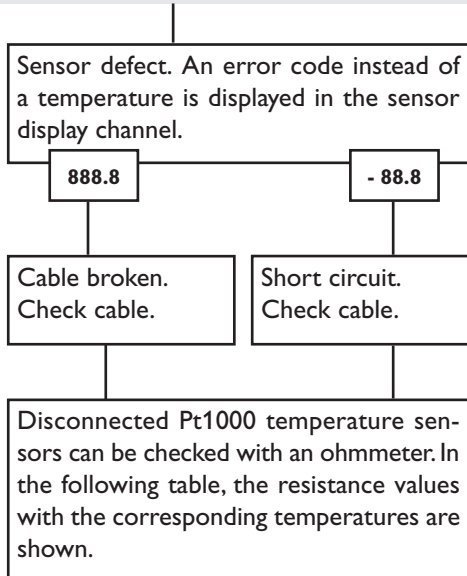 Sensor defect. An error code instead of
a temperature is displayed in the sensor
display channel.
888.8
- 88.8
Cable broken.
Check cable.
Short circuit.
Check cable.
Disconnected Pt1000 temperature sen-
sors can be checked with an ohmmeter. In
the following table, the resistance values
with the corresponding temperatures are
shown.